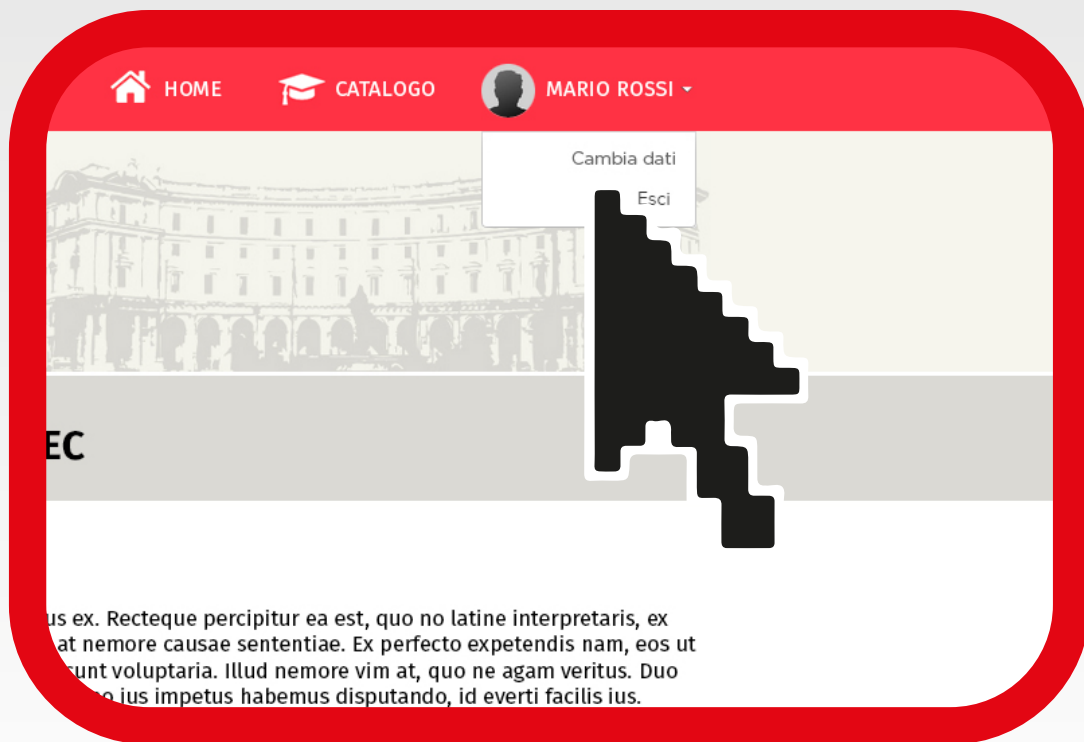 HOME CATALOGO MARIO ROSSI
Cambia dati
Esci
EC
us ex. Recteque percipitur ea est, quo no latine interpretaris, ex
at nemore causae sententiae. Ex perfecto expetendis nam, eos ut
sunt voluptaria. Illud nemore vim at, quo ne agam veritus. Duo
ius impetus habemus disputando, id everti facilis ius.